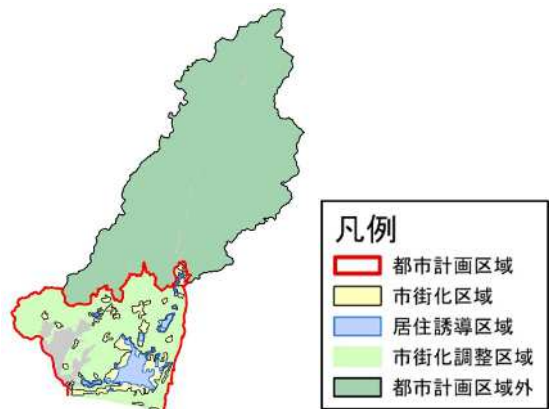 凡例
都市計画区域
市街化区域
居住誘導区域
市街化調整区域
都市計画区域外